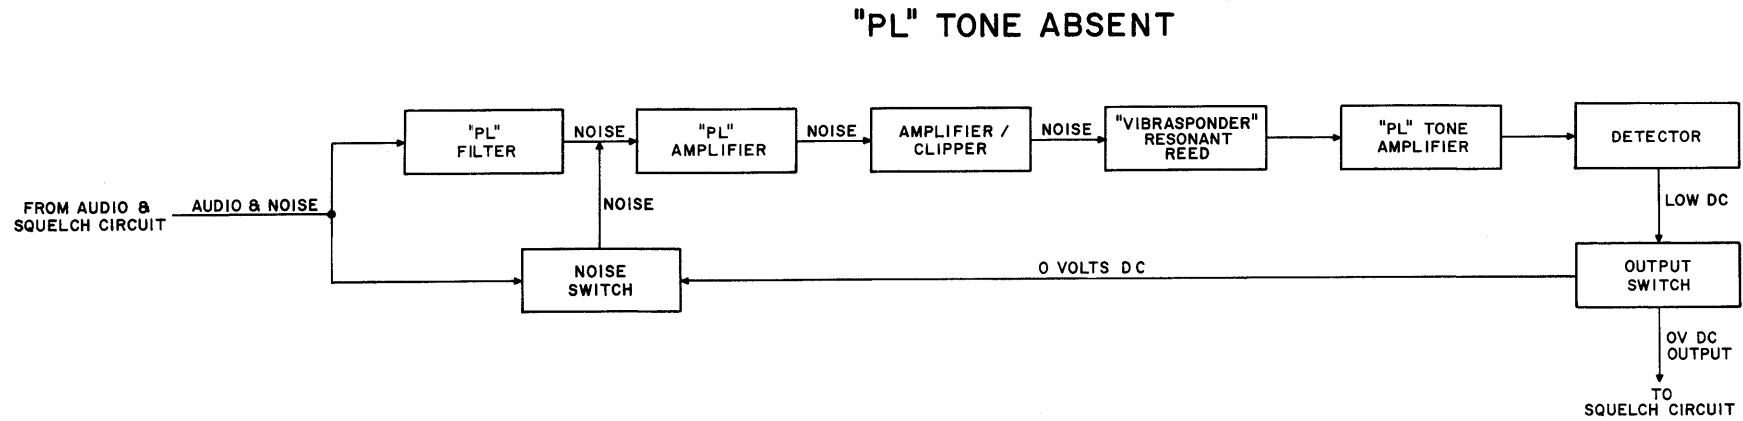 "PL" TONE ABSENT
"PL"
FILTER
NOISE
"PL"
AMPLIFIER
NOISE
AMPLIFIER /
CLIPPER
NOISE
"VIBRASPONDER"
RESONANT
REED
"PL" TONE
AMPLIFIER
DETECTOR
FROM AUDIO &
SQUELCH CIRCUIT
AUDIO & NOISE
NOISE
LOW DC
NOISE
SWITCH
0 VOLTS DC
OUTPUT
SWITCH
0V DC
OUTPUT
TO
SQUELCH CIRCUIT